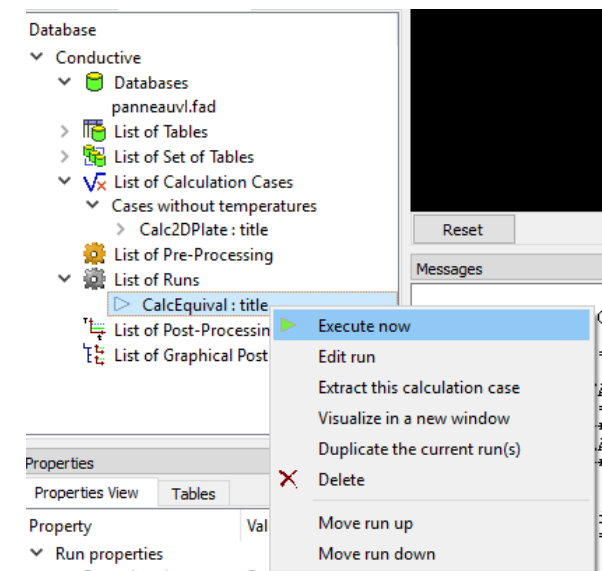 Database
Conductive
Databases
panneauvl.fad
List of Tables
List of Set of Tables
List of Calculation Cases
Cases without temperatures
Calc2DPlate : title
List of Pre-Processing
List of Runs
CalcEquival : title
List of Post-Processin
List of Graphical Post
Reset
Messages
Execute now
Edit run
Extract this calculation case
Visualize in a new window
Duplicate the current run(s)
Delete
Move run up
Move run down
Properties
Properties View Tables
Property Val
Run properties